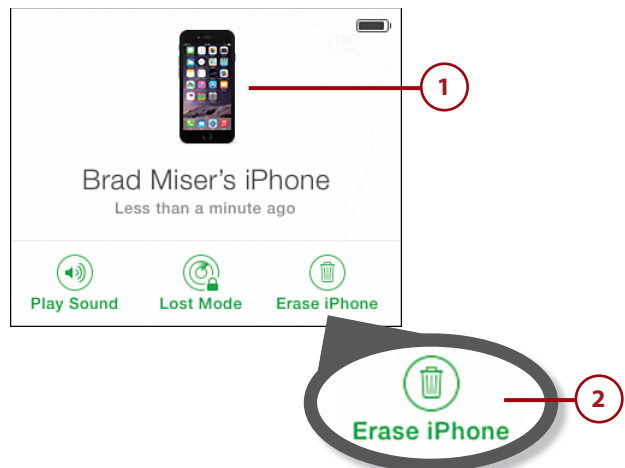 1
Brad Miser's iPhone
Less than a minute ago
Play Sound Lost Mode Erase iPhone
Erase iPhone
2